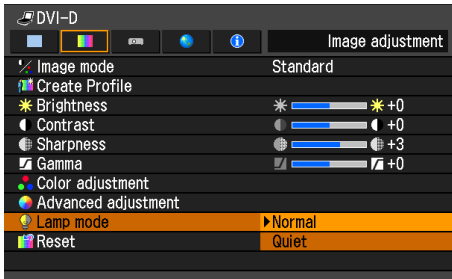 DVI-D
Image adjustment
Image mode Standard
Create Profile
Brightness +0
Contrast +0
Sharpness +3
Gamma +0
Color adjustment
Advanced adjustment
Lamp mode Normal
Reset Quiet